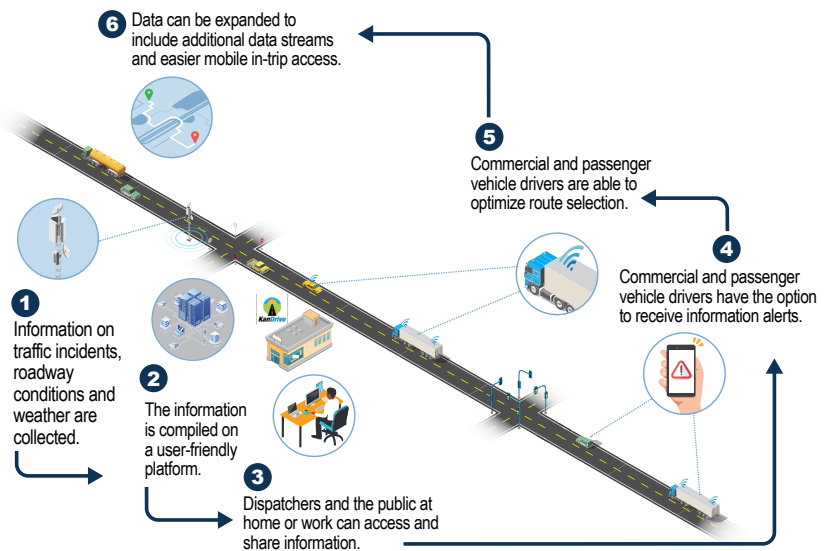 6
Data can be expanded to
include additional data streams
and easier mobile in-trip access.
5
Commercial and passenger
vehicle drivers are able to
optimize route selection.
4
Commercial and passenger
vehicle drivers have the option
to receive information alerts.
1
Information on
traffic incidents,
roadway
conditions and
weather are
collected.
KanDrive
2
The information
is compiled on
a user-friendly
platform.
3
Dispatchers and the public at
home or work can access and
share information.